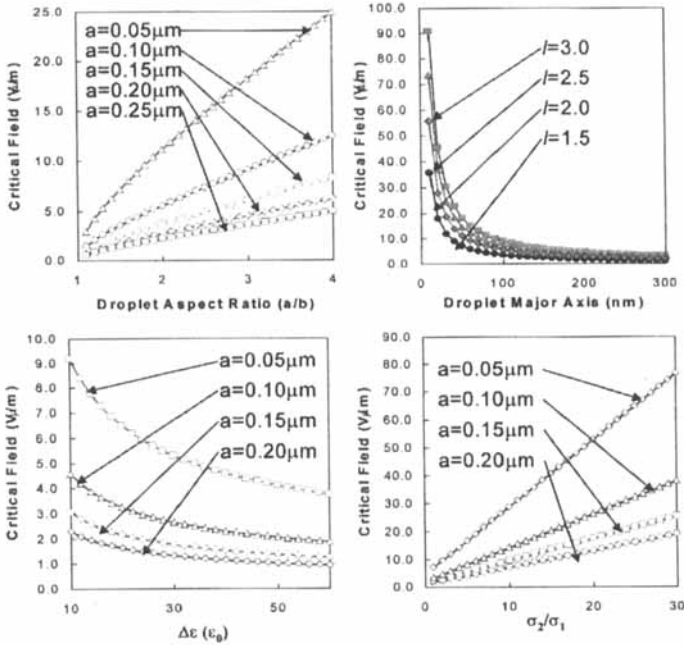 25.0
20.0
15.0
10.0
5.0
0.0
Critical Field (V/m)
a=0.05μm
a=0.10μm
a=0.15μm
a=0.20μm
a=0.25μm
1 2 3 4
Droplet Aspect Ratio (a/b)
100.0
90.0
80.0
70.0
60.0
50.0
40.0
30.0
20.0
10.0
0.0
Critical Field (V/m)
l=3.0
l=2.5
l=2.0
l=1.5
0 100 200 300
Droplet Major Axis (nm)
10.0
9.0
8.0
7.0
6.0
5.0
4.0
3.0
2.0
1.0
0.0
Critical Field (V/m)
a=0.05μm
a=0.10μm
a=0.15μm
a=0.20μm
10 30 50
Δε (ε₀)
90.0
80.0
70.0
60.0
50.0
40.0
30.0
20.0
10.0
0.0
Critical Field (V/m)
a=0.05μm
a=0.10μm
a=0.15μm
a=0.20μm
0 10 20 30
σ₂/σ₁